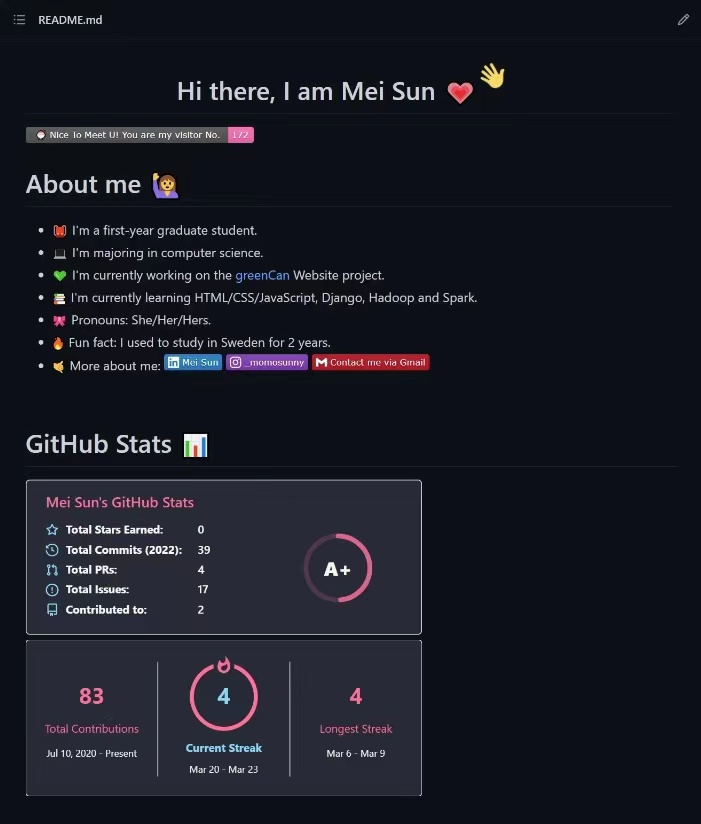 README.md
Hi there, I am Mei Sun
Nice To Meet U! You are my visitor No. 172
About me
I'm a first-year graduate student.
I'm majoring in computer science.
I'm currently working on the greenCan Website project.
I'm currently learning HTML/CSS/JavaScript, Django, Hadoop and Spark.
Pronouns: She/Her/Hers.
Fun fact: I used to study in Sweden for 2 years.
More about me: in Mei Sun _momosunny Contact me via Gmail
GitHub Stats
Mei Sun's GitHub Stats
Total Stars Earned: 0
Total Commits (2022): 39
Total PRs: 4
Total Issues: 17
Contributed to: 2
A+
83
Total Contributions
Jul 10, 2020 - Present
4
Current Streak
Mar 20 - Mar 23
4
Longest Streak
Mar 6 - Mar 9